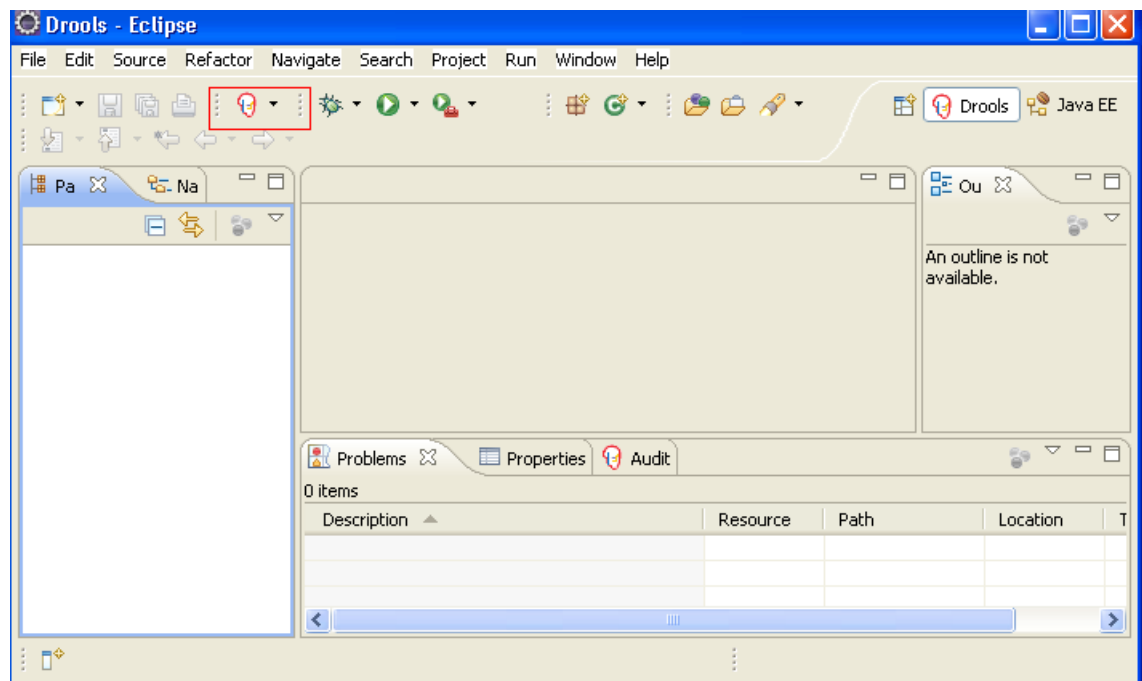 Drools - Eclipse
File Edit Source Refactor Navigate Search Project Run Window Help
Drools Java EE
Pa Na
Ou
An outline is not
available.
Problems Properties Audit
0 items
Description Resource Path Location T